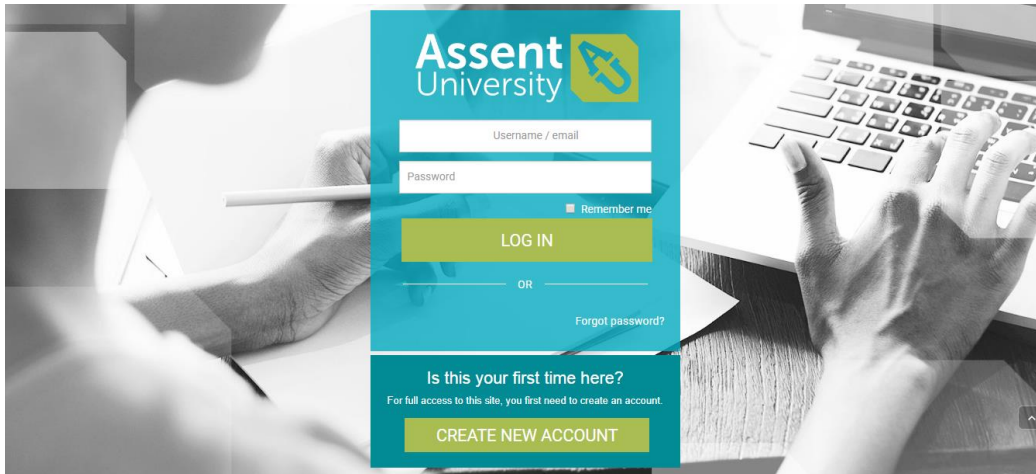 Assent
University
Username / email
Password
Remember me
LOG IN
OR
Forgot password?
Is this your first time here?
For full access to this site, you first need to create an account.
CREATE NEW ACCOUNT